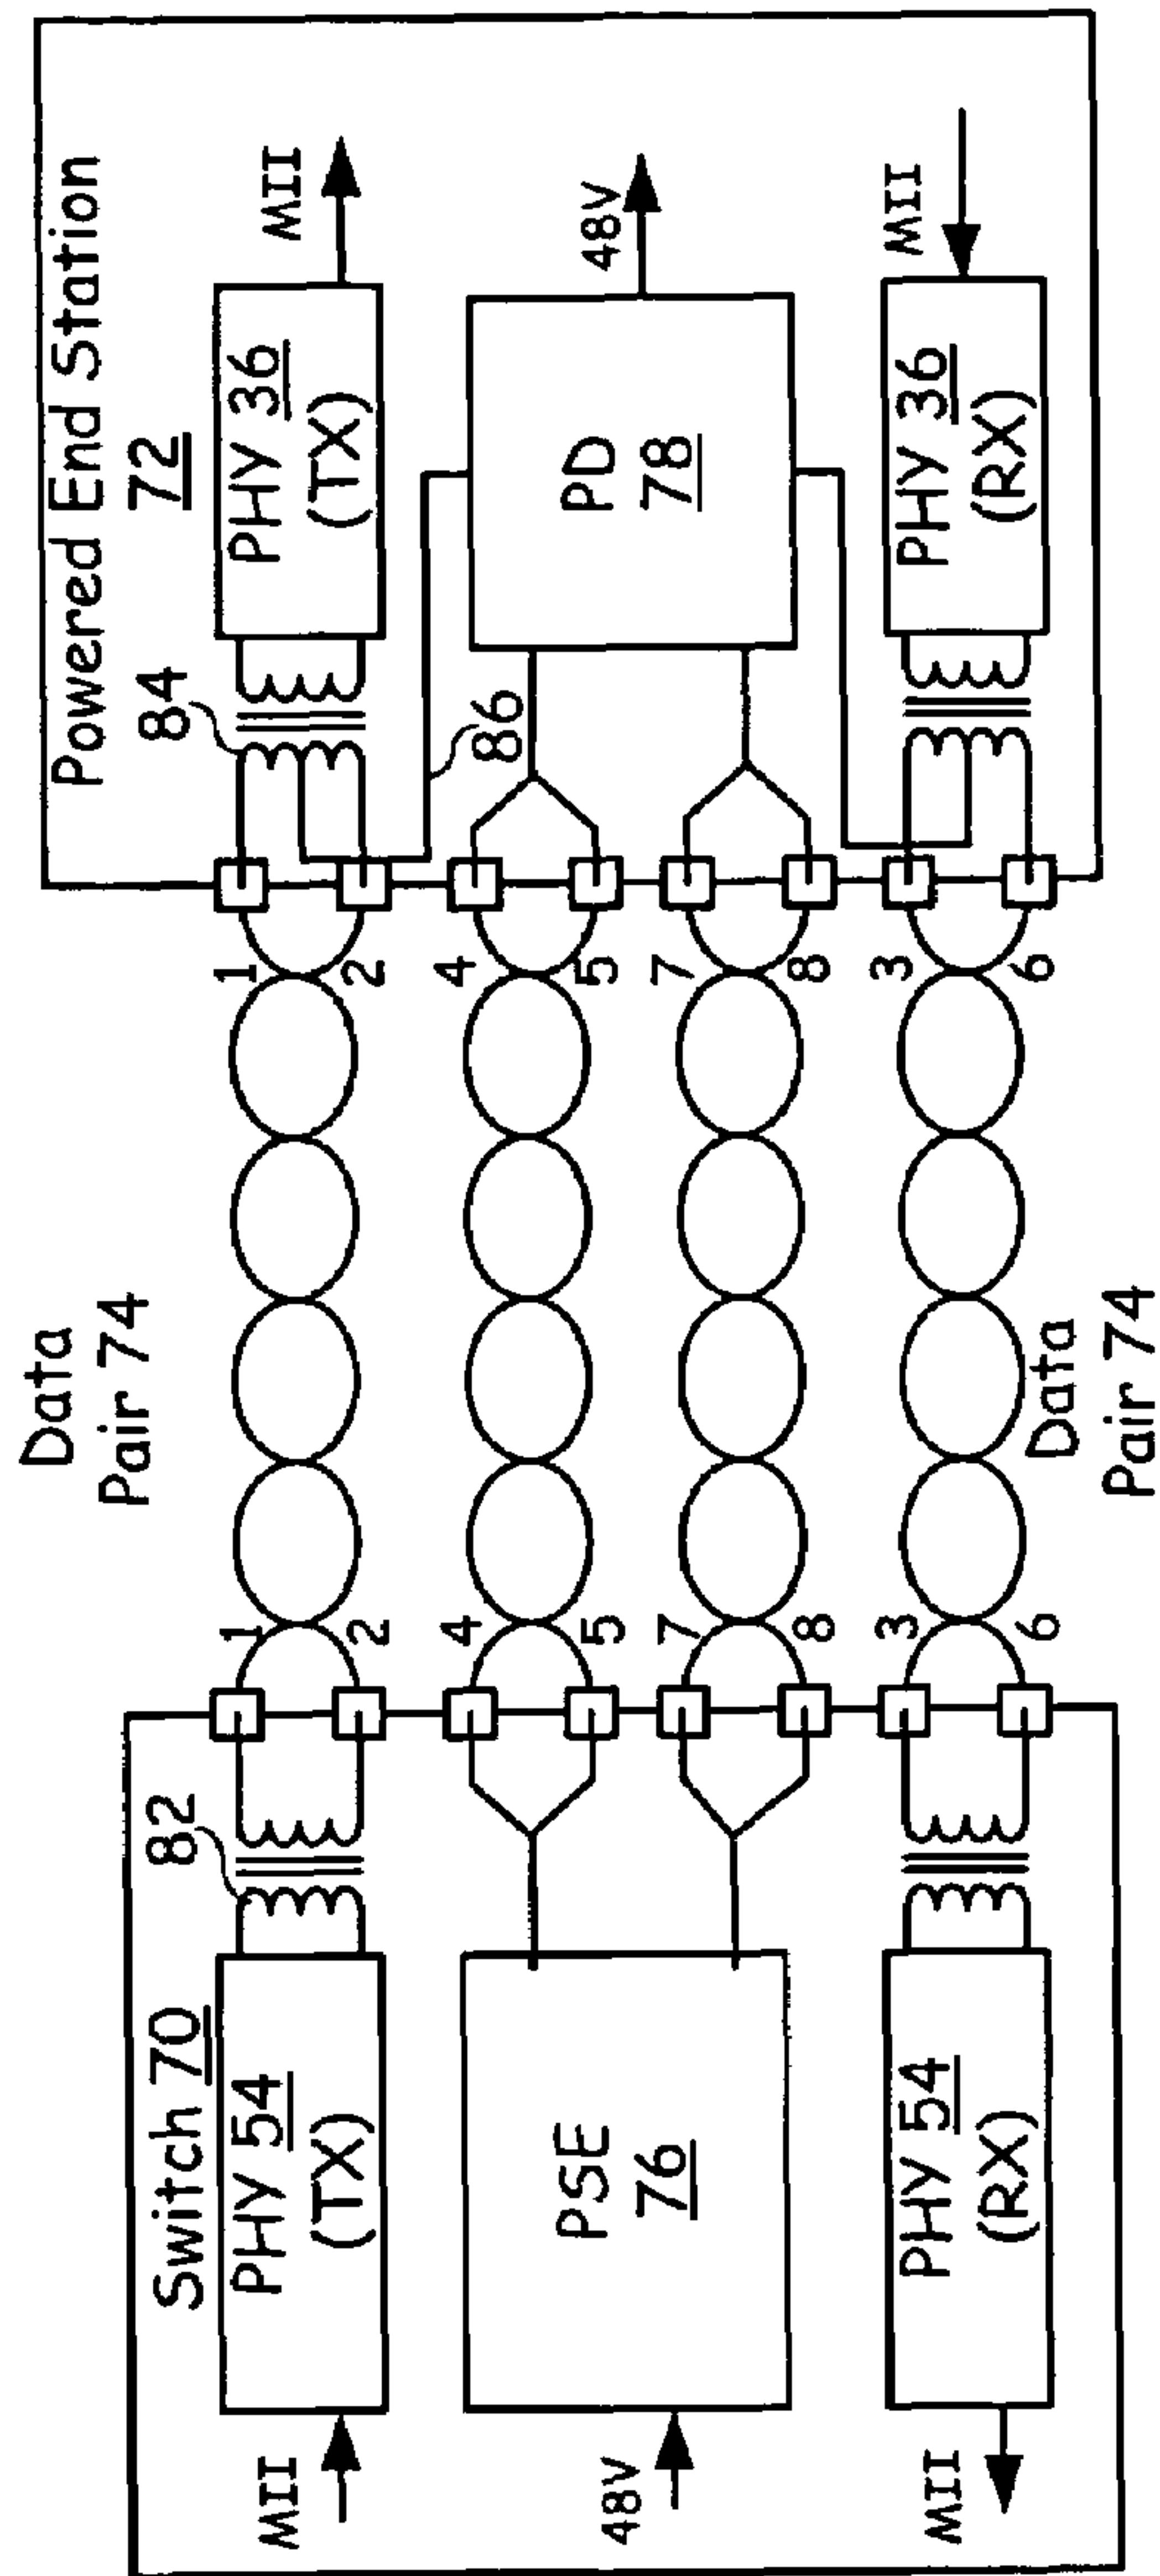 Data
Pair 74
Switch 70
Powered End Station
72
MII
PHY 54
(TX)
82
1
2
1
2
84
PHY 36
(TX)
MII
48V
PSE
76
4
5
7
8
4
5
7
8
86
PD
78
48V
MII
PHY 54
(RX)
3
6
3
6
PHY 36
(RX)
MII
Data
Pair 74